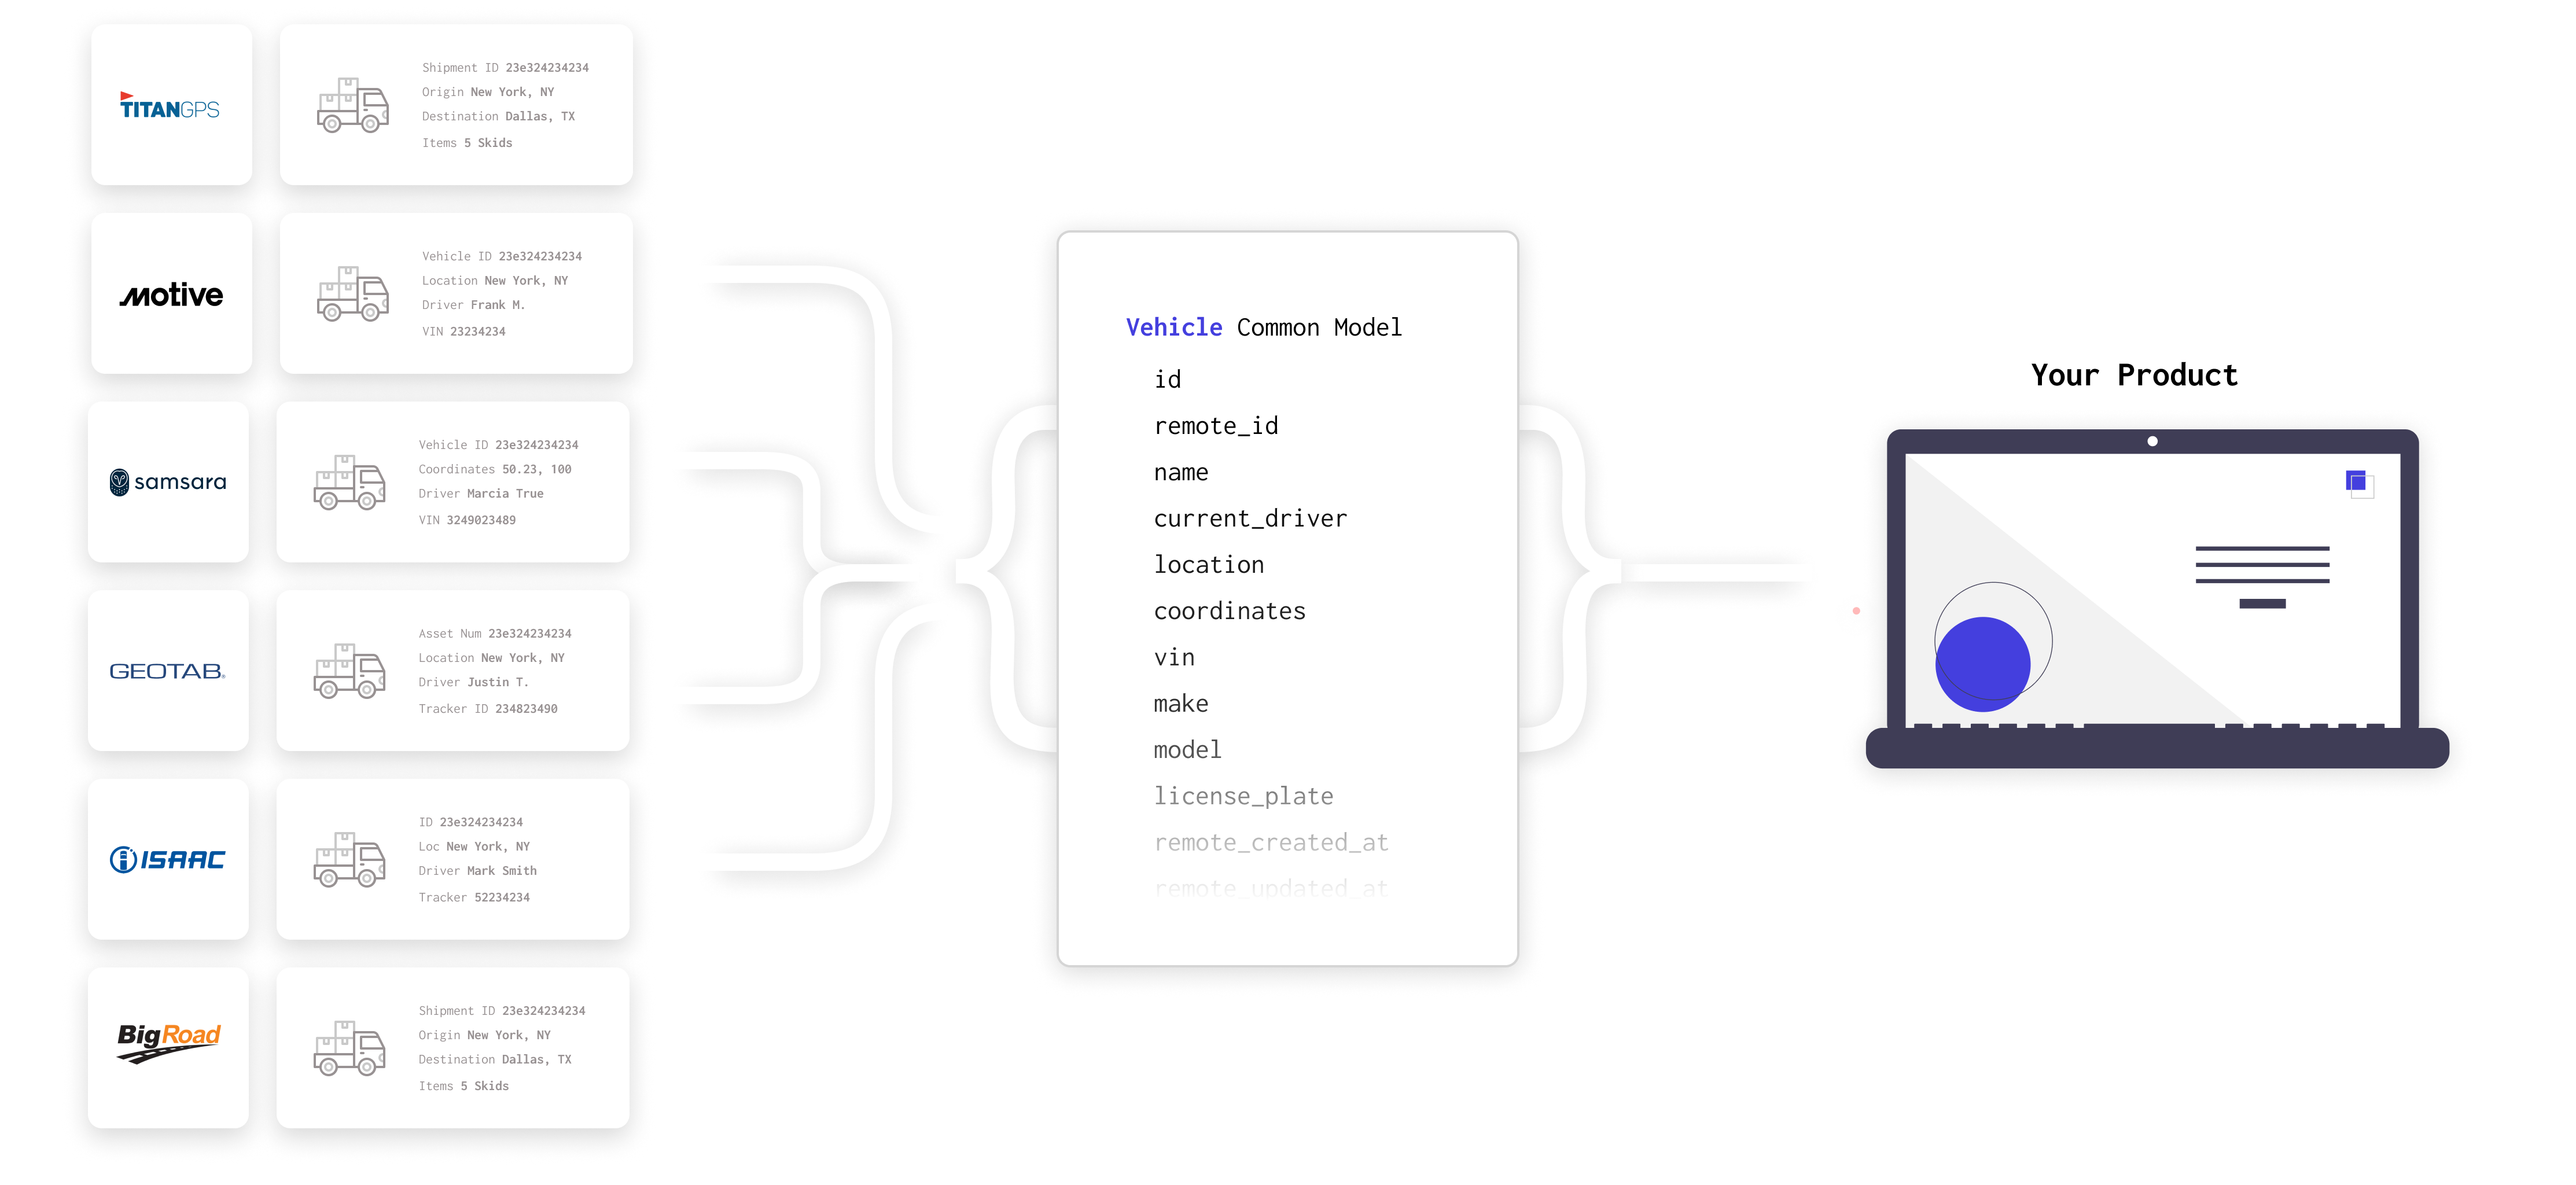 TITANGPS
Shipment ID 23e324234234
Origin New York, NY
Destination Dallas, TX
Items 5 Skids
motive
Vehicle ID 23e324234234
Location New York, NY
Driver Frank M.
VIN 23234234
samsara
Vehicle ID 23e324234234
Coordinates 50.23, 100
Driver Marcia True
VIN 3249023489
GEOTAB®
Asset Num 23e324234234
Location New York, NY
Driver Justin T.
Tracker ID 234823490
ISAAC
ID 23e324234234
Loc New York, NY
Driver Mark Smith
Tracker 52234234
BigRoad
Shipment ID 23e324234234
Origin New York, NY
Destination Dallas, TX
Items 5 Skids
Vehicle Common Model
id
remote_id
name
current_driver
location
coordinates
vin
make
model
license_plate
remote_created_at
remote_updated_at
Your Product